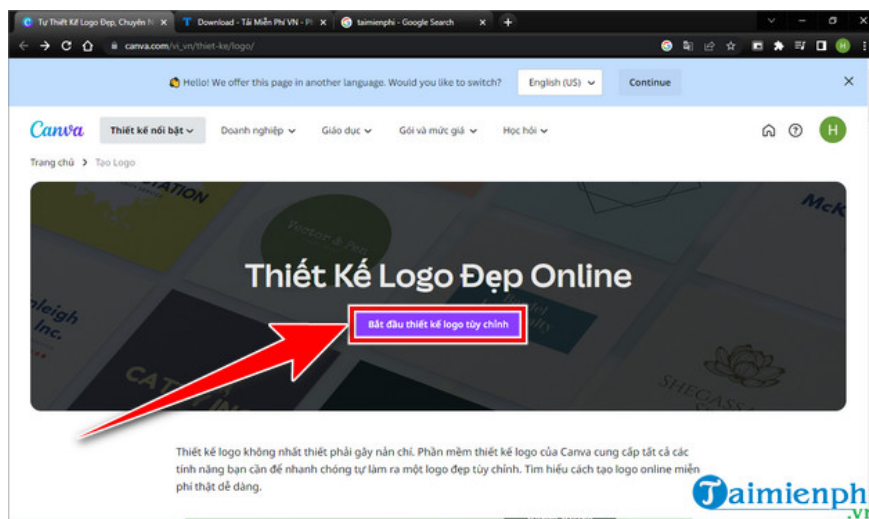 Tự Thiết Kế Logo Đẹp, Chuyên N
Download - Tải Miễn Phí VN - P
taimienphi - Google Search
canva.com/vi_vn/thiet-ke/logo/
Hello! We offer this page in another language. Would you like to switch?
English (US)
Continue
Canva
Thiết kế nổi bật
Doanh nghiệp
Giáo dục
Gói và mức giá
Học hỏi
H
Trang chủ
Tạo Logo
Vector & Pen
McK
Inc.
SHEGASS
Thiết Kế Logo Đẹp Online
Bắt đầu thiết kế logo tùy chỉnh
Thiết kế logo không nhất thiết phải gây nản chí. Phần mềm thiết kế logo của Canva cung cấp tất cả các
tính năng bạn cần để nhanh chóng tự làm ra một logo đẹp tùy chỉnh. Tìm hiểu cách tạo logo online miễn
phí thật dễ dàng.
Taimienph
.vn